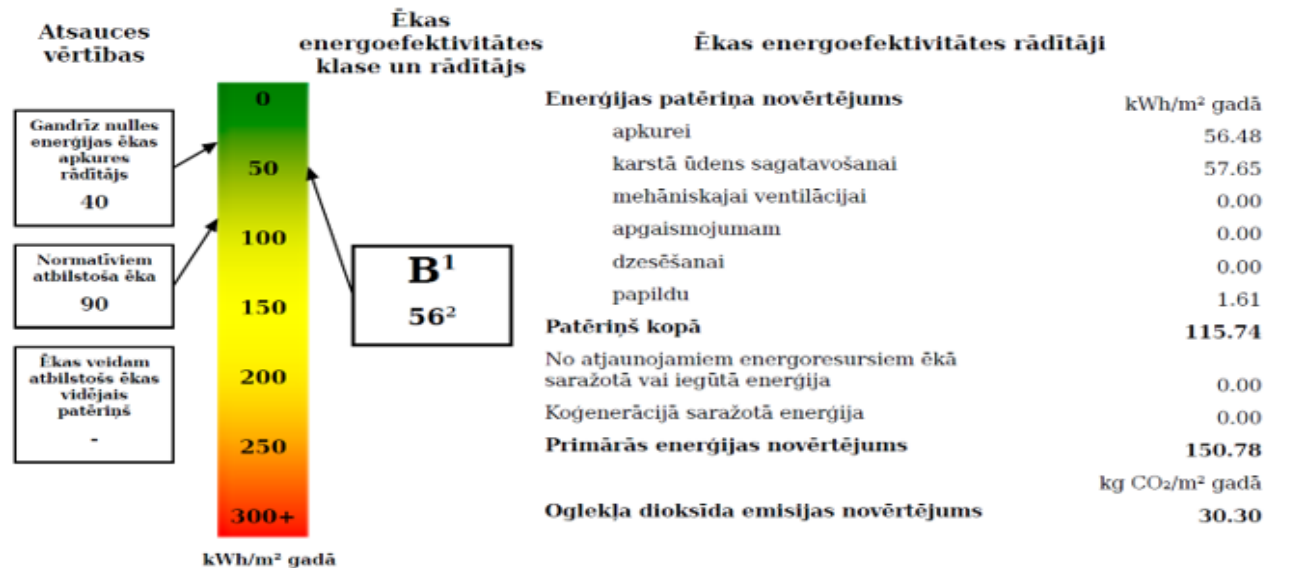 Atsauces
vērtības
Gandrīz nulles
enerģijas ēkas
apkures
rādītājs
40
Normatīviem
atbilstoša ēka
90
Ēkas veidam
atbilstošs ēkas
vidējais
patēriņš
-
Ēkas
energoefektivitātes
klase un rādītājs
0
50
100
150
200
250
300+
kWh/m² gadā
B¹
56²
Ēkas energoefektivitātes rādītāji
Enerģijas patēriņa novērtējums kWh/m² gadā
apkurei 56.48
karstā ūdens sagatavošanai 57.65
mehāniskajai ventilācijai 0.00
apgaismojumam 0.00
dzesēšanai 0.00
papildu 1.61
Patēriņš kopā 115.74
No atjaunojamiem energoresursiem ēkā
saražotā vai iegūtā enerģija 0.00
Koģenerācijā saražotā enerģija 0.00
Primārās enerģijas novērtējums 150.78
kg CO₂/m² gadā
Oglekļa dioksīda emisijas novērtējums 30.30